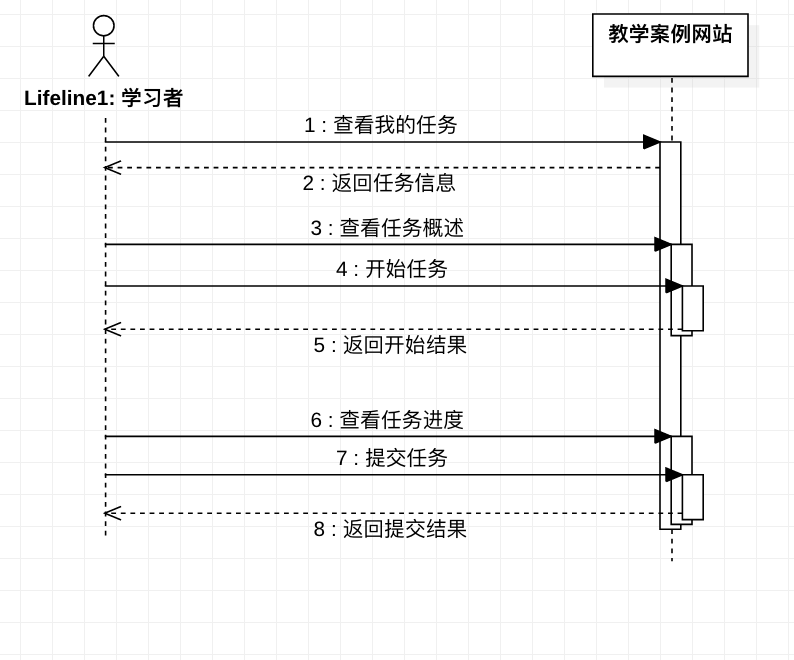 教学案例网站
Lifeline1: 学习者
1 : 查看我的任务
2 : 返回任务信息
3 : 查看任务概述
4 : 开始任务
5 : 返回开始结果
6 : 查看任务进度
7 : 提交任务
8 : 返回提交结果